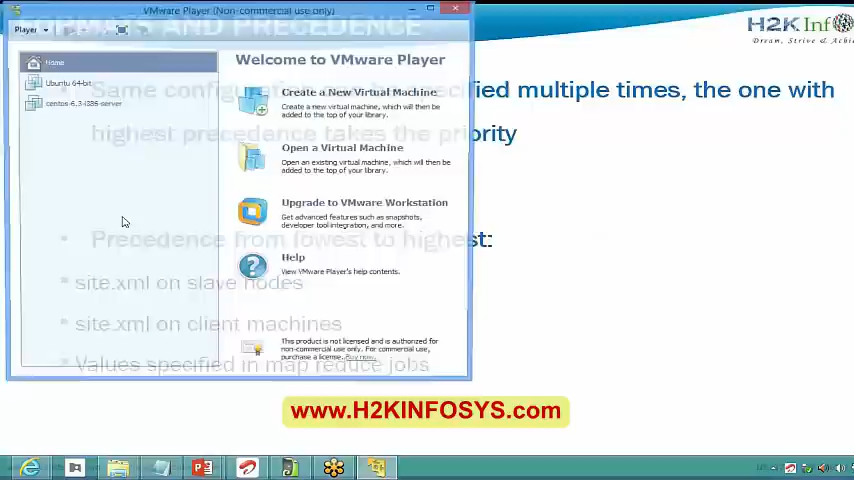 FORMATS AND PRECEDENCE
VMware Player (Non-commercial use only)
Player
H2K Inf
Dream, Strive & Achi
Home
Ubuntu 64-bit
centos-6.3-i386-server
Welcome to VMware Player
Create a New Virtual Machine
Create a new virtual machine, which will then be
added to the top of your library.
Open a Virtual Machine
Open an existing virtual machine, which will then
be added to the top of your library.
Upgrade to VMware Workstation
Get advanced features such as snapshots,
developer tool integration, and more.
Help
View VMware Player's help contents.
This product is not licensed and is authorized for
non-commercial use only. For commercial use,
purchase a license. Buy now.
• Same specified multiple times, the one with
highest precedence takes the priority
• Precedence from lowest to highest:
site.xml on slave nodes
site.xml on client machines
Values specified in map reduce jobs
www.H2KINFOSYS.com